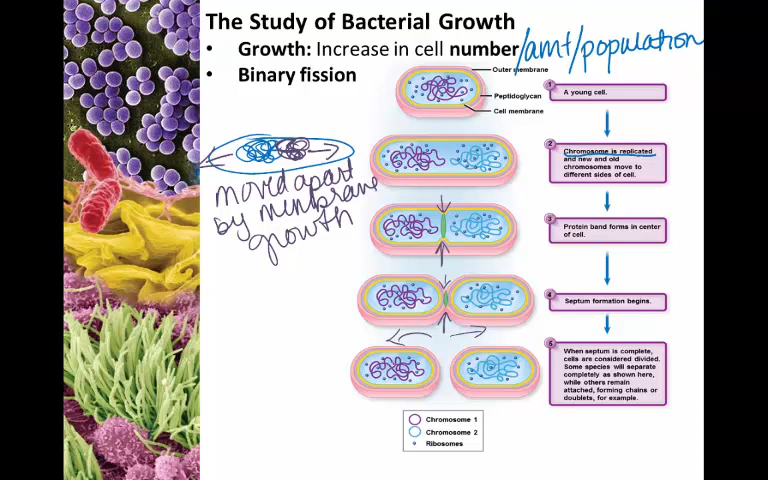 The Study of Bacterial Growth
• Growth: Increase in cell number/amt/population
• Binary fission
Outer membrane
Peptidoglycan
Cell membrane
1
A young cell.
2
Chromosome is replicated
and new and old
chromosomes move to
different sides of cell.
moved apart
by membrane
growth
3
Protein band forms in center
of cell.
4
Septum formation begins.
5
When septum is complete,
cells are considered divided.
Some species will separate
completely as shown here,
while others remain
attached, forming chains or
doublets, for example.
Chromosome 1
Chromosome 2
Ribosomes